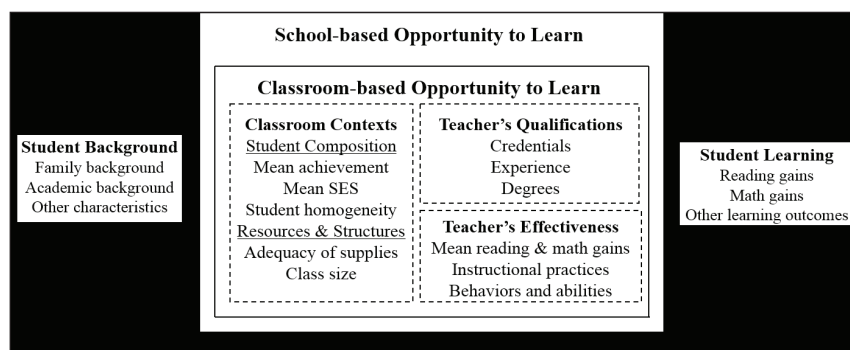 School-based Opportunity to Learn
Classroom-based Opportunity to Learn
Student Background
Family background
Academic background
Other characteristics
Classroom Contexts
Student Composition
Mean achievement
Mean SES
Student homogeneity
Resources & Structures
Adequacy of supplies
Class size
Teacher's Qualifications
Credentials
Experience
Degrees
Teacher's Effectiveness
Mean reading & math gains
Instructional practices
Behaviors and abilities
Student Learning
Reading gains
Math gains
Other learning outcomes